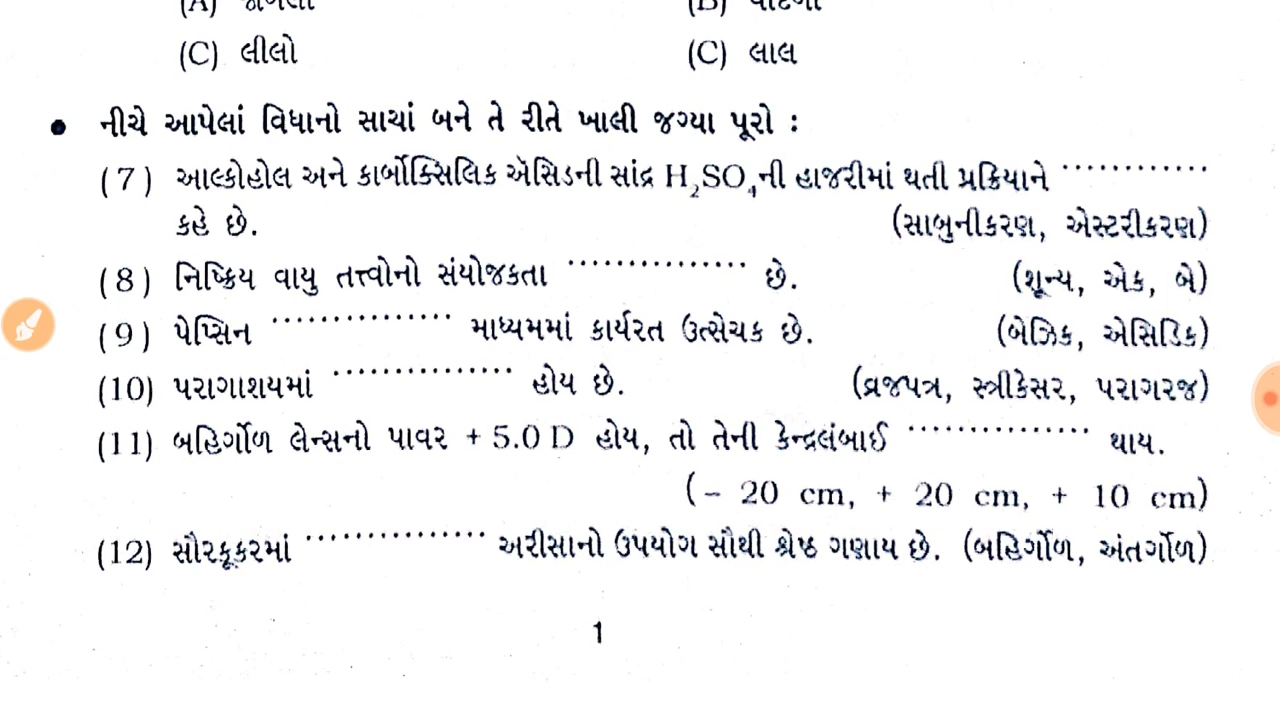 (C) લીલો (C) લાલ
• નીચે આપેલાં વિધાનો સાચાં બને તે રીતે ખાલી જગ્યા પૂરો :
(7) આલ્કોહોલ અને કાર્બોક્સિલિક ઍસિડની સાંદ્ર H₂SO₄ની હાજરીમાં થતી પ્રક્રિયાને ..............
કહે છે. (સાબુનીકરણ, એસ્ટરીકરણ)
(8) નિષ્ક્રિય વાયુ તત્ત્વોનો સંયોજકતા ............... છે. (શૂન્ય, એક, બે)
(9) પેપ્સિન ............... માધ્યમમાં કાર્યરત ઉત્સેચક છે. (બેઝિક, એસિડિક)
(10) પરાગાશયમાં ............... હોય છે. (વ્રજપત્ર, સ્ત્રીકેસર, પરાગરજ)
(11) બહિર્ગોળ લેન્સનો પાવર + 5.0 D હોય, તો તેની કેન્દ્રલંબાઈ ............... થાય.
(– 20 cm, + 20 cm, + 10 cm)
(12) સૌરકૂકરમાં ............... અરીસાનો ઉપયોગ સૌથી શ્રેષ્ઠ ગણાય છે. (બહિર્ગોળ, અંતર્ગોળ)
1